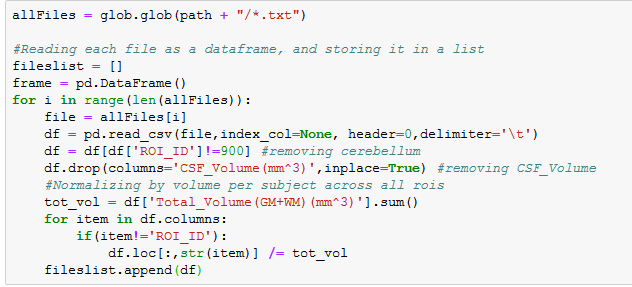 allFiles = glob.glob(path + "/*.txt")
#Reading each file as a dataframe, and storing it in a list
fileslist = []
frame = pd.DataFrame()
for i in range(len(allFiles)):
    file = allFiles[i]
    df = pd.read_csv(file,index_col=None, header=0,delimiter='\t')
    df = df[df['ROI_ID']!=900] #removing cerebellum
    df.drop(columns='CSF_Volume(mm^3)',inplace=True) #removing CSF_Volume
    #Normalizing by volume per subject across all rois
    tot_vol = df['Total_Volume(GM+WM)(mm^3)'].sum()
    for item in df.columns:
        if(item!='ROI_ID'):
            df.loc[:,str(item)] /= tot_vol
    fileslist.append(df)